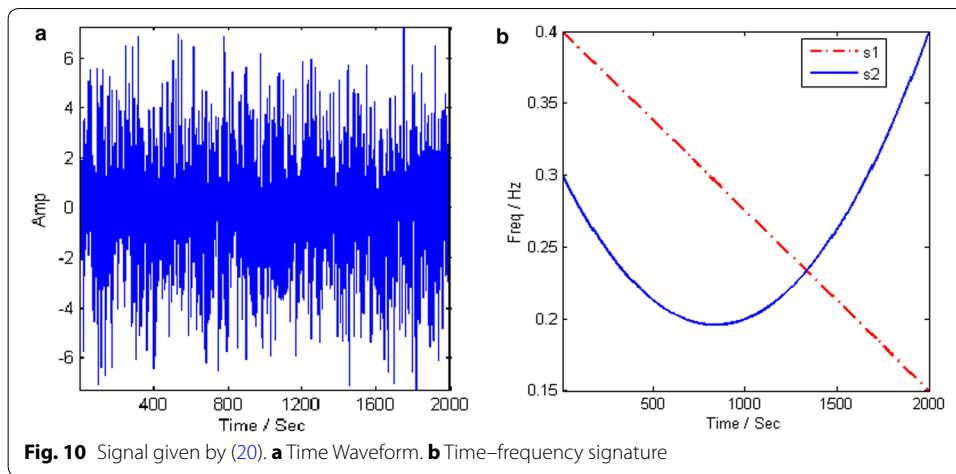 a
6
4
2
0
-2
-4
-6
Amp
400
800
1200
1600
2000
Time / Sec
b
0.4
0.35
0.3
0.25
0.2
0.15
Freq / Hz
s1
s2
500
1000
1500
2000
Time / Sec
Fig. 10 Signal given by (20). a Time Waveform. b Time–frequency signature